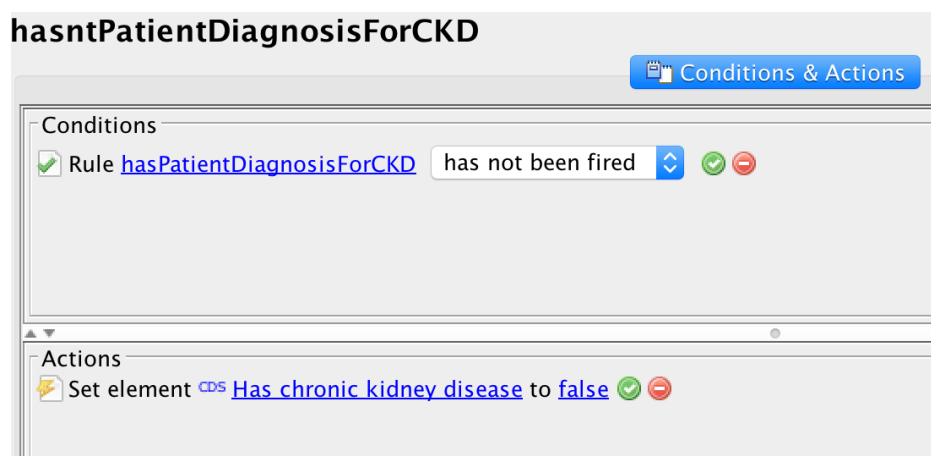 hasntPatientDiagnosisForCKD
Conditions & Actions
Conditions
Rule hasPatientDiagnosisForCKD has not been fired
Actions
Set element CDS Has chronic kidney disease to false